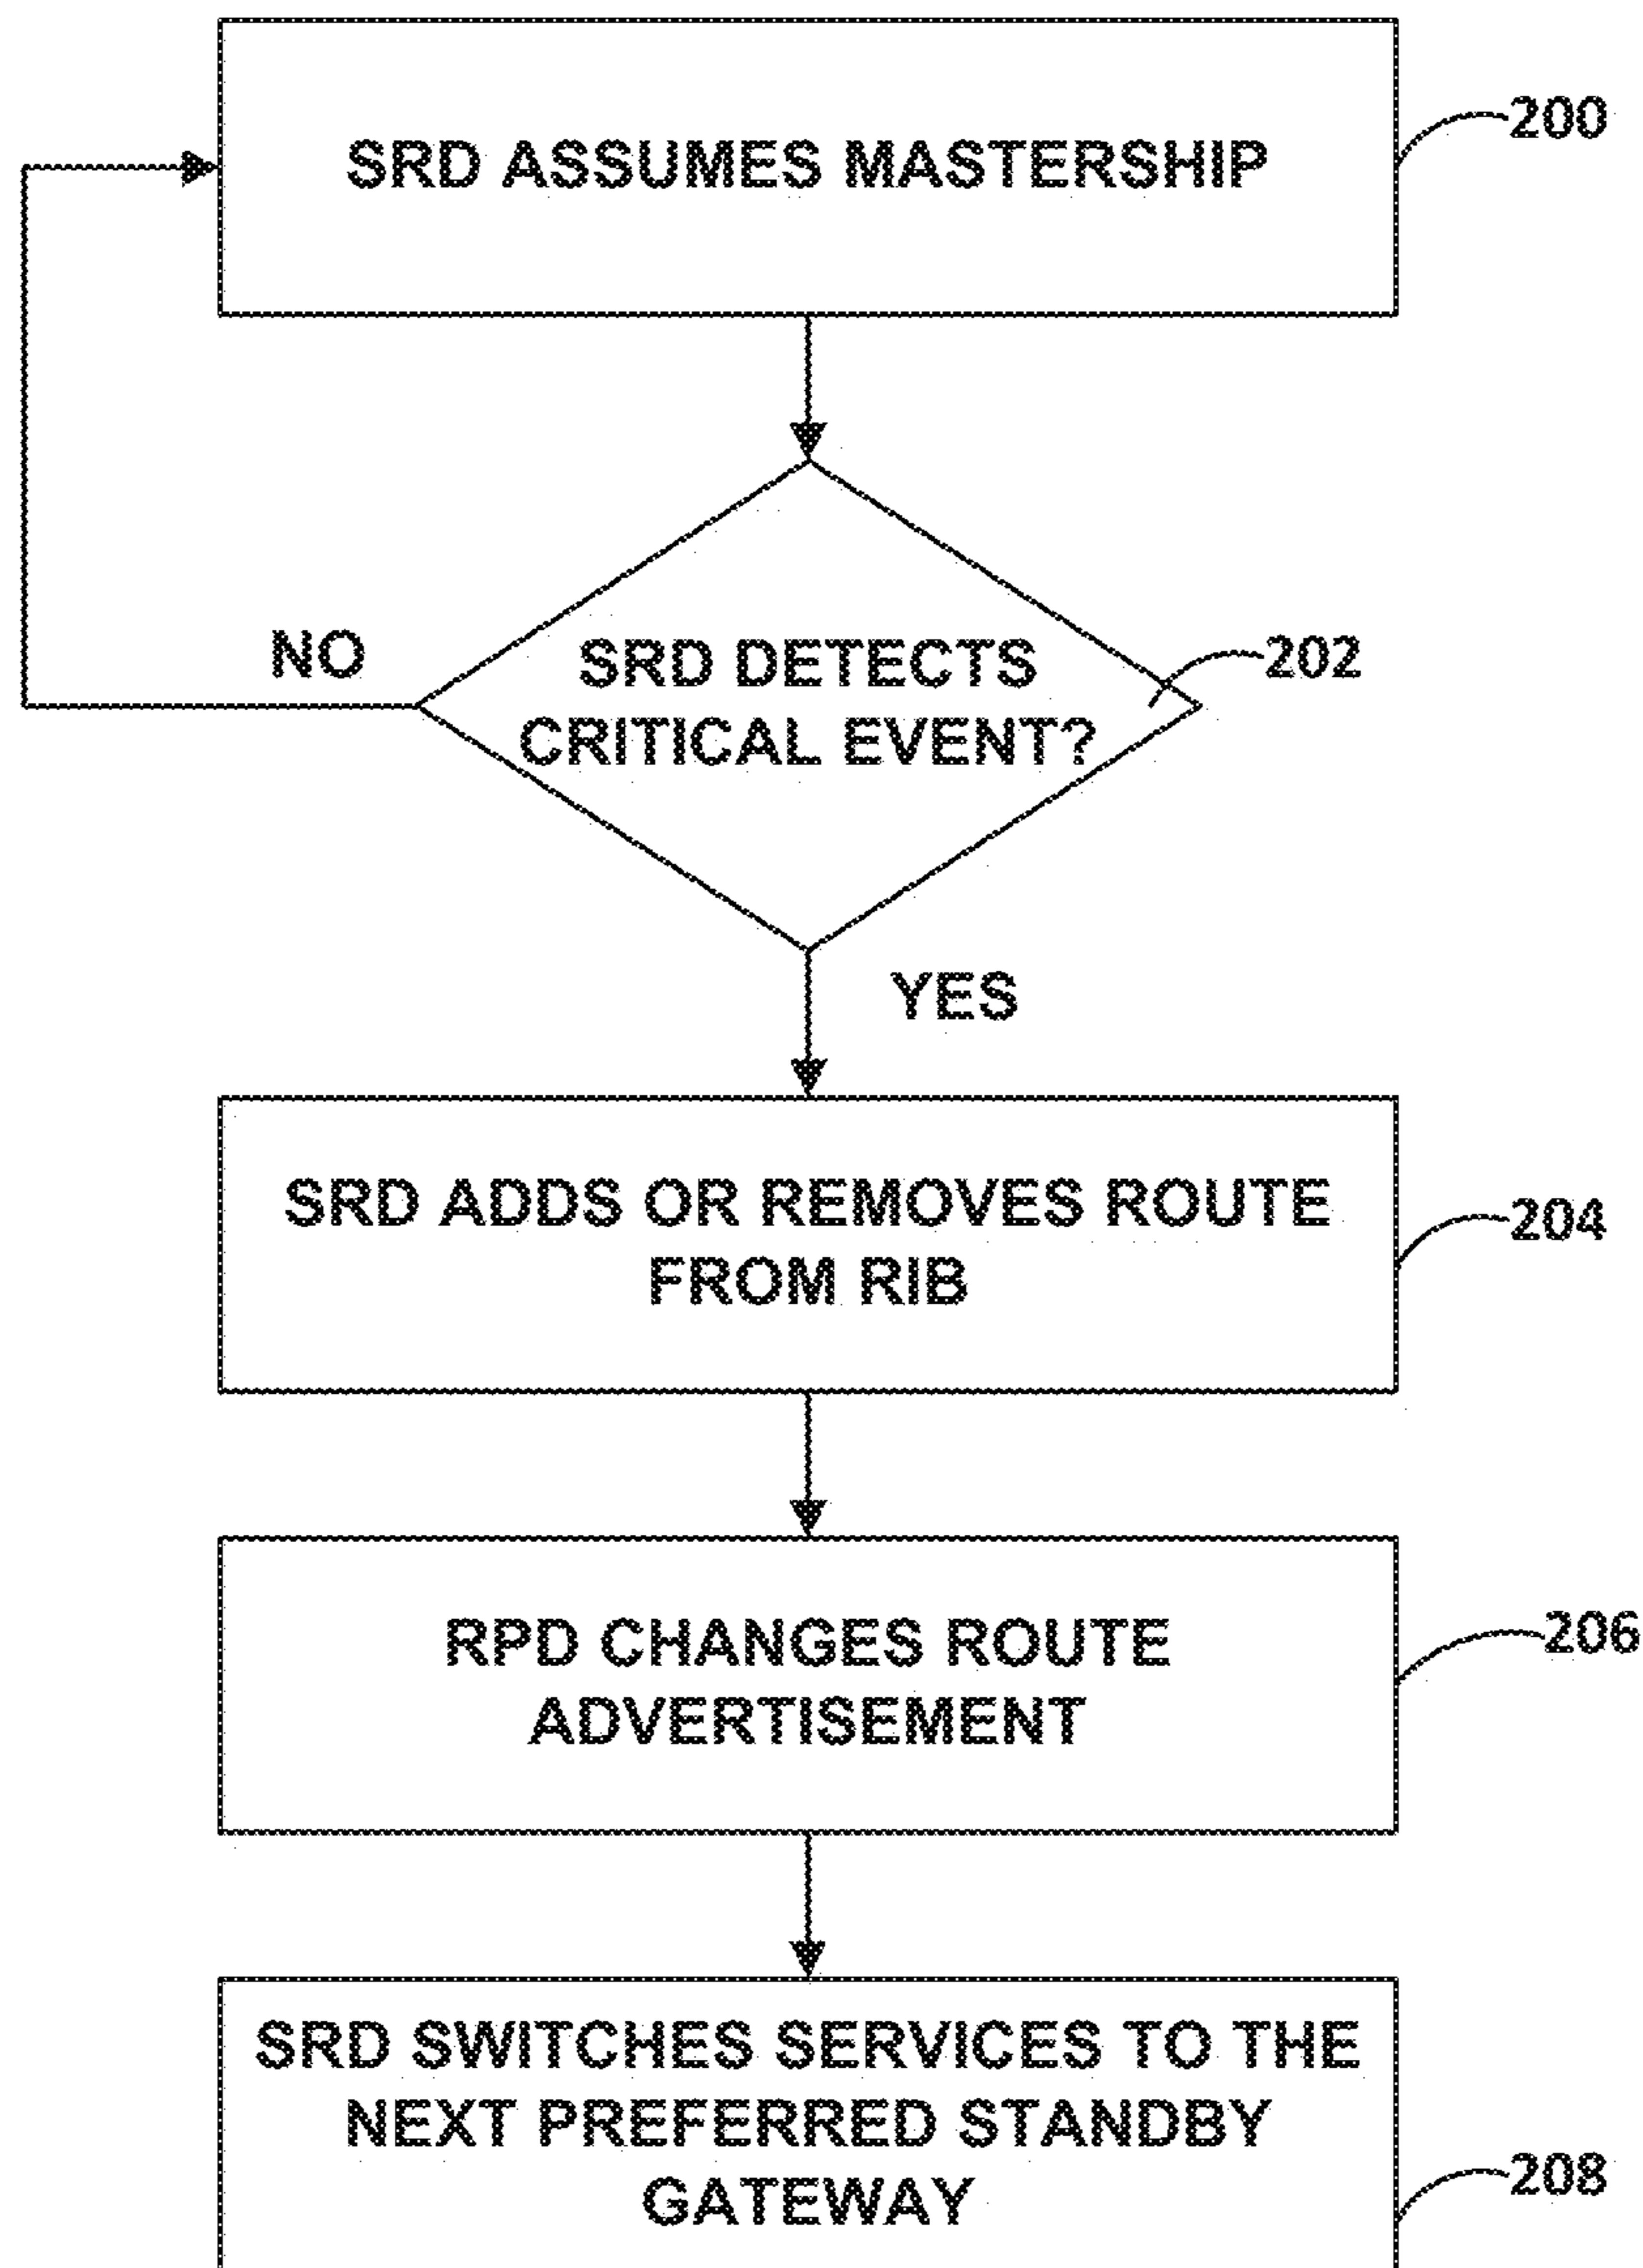 SRD ASSUMES MASTERSHIP
200
SRD DETECTS
CRITICAL EVENT?
202
NO
YES
SRD ADDS OR REMOVES ROUTE
FROM RIB
204
RPD CHANGES ROUTE
ADVERTISEMENT
206
SRD SWITCHES SERVICES TO THE
NEXT PREFERRED STANDBY
GATEWAY
208